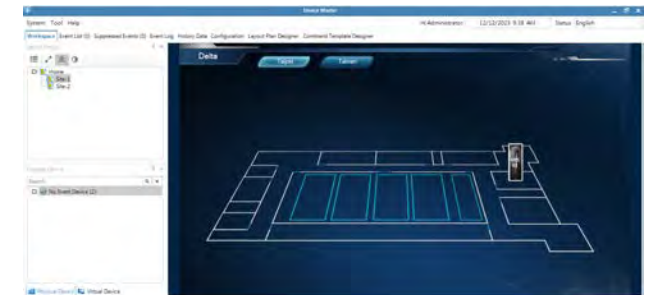 Device Master
System Tool Help
Hi Administrator 12/12/2023 9:38 AM Status English
Workspace Event List (0) Suppressed Events (0) Event Log History Data Configuration Layout Plan Designer Command Template Designer
Delta
Taipei
Tainan
Home
Site-1
Site-2
Search
No Event Device (2)
Physical Device
Virtual Device